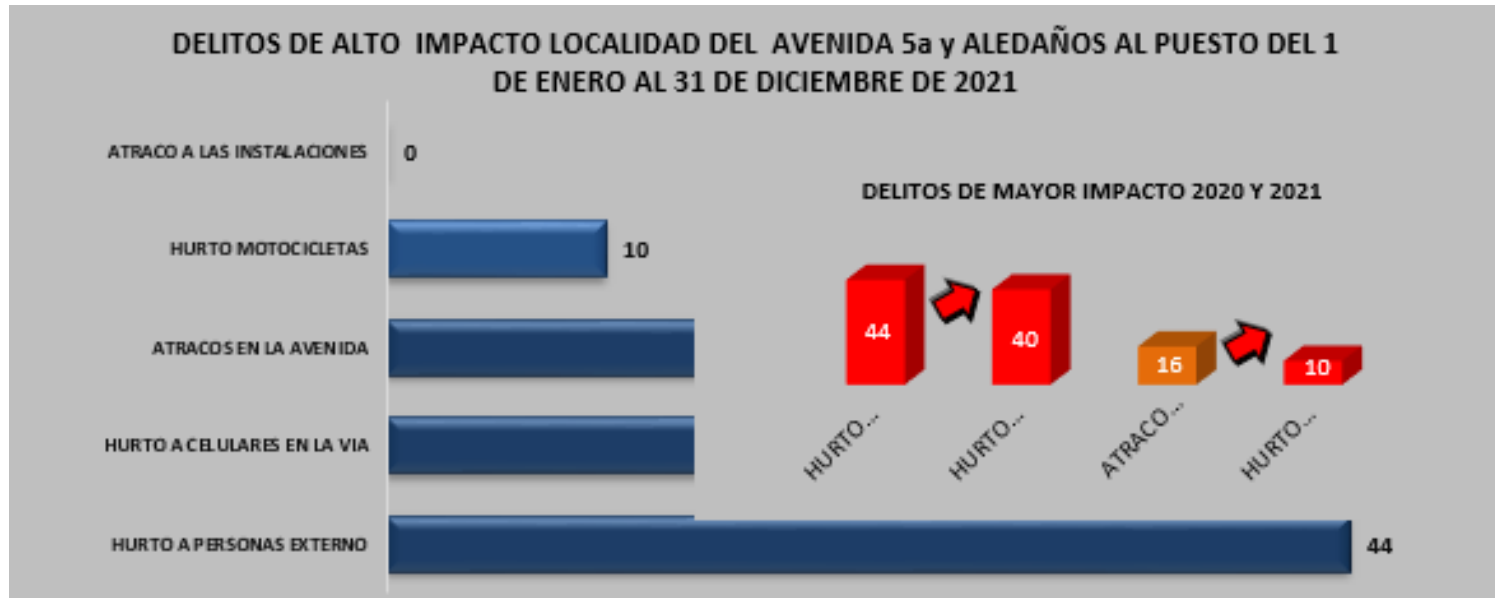 DELITOS DE ALTO IMPACTO LOCALIDAD DEL AVENIDA 5a y ALEDAÑOS AL PUESTO DEL 1
DE ENERO AL 31 DE DICIEMBRE DE 2021
ATRACO A LAS INSTALACIONES
0
HURTO MOTOCICLETAS
10
ATRACOS EN LA AVENIDA
HURTO A CELULARES EN LA VIA
HURTO A PERSONAS EXTERNO
44
DELITOS DE MAYOR IMPACTO 2020 Y 2021
44
40
16
10
HURTO...
HURTO...
ATRACO...
HURTO...